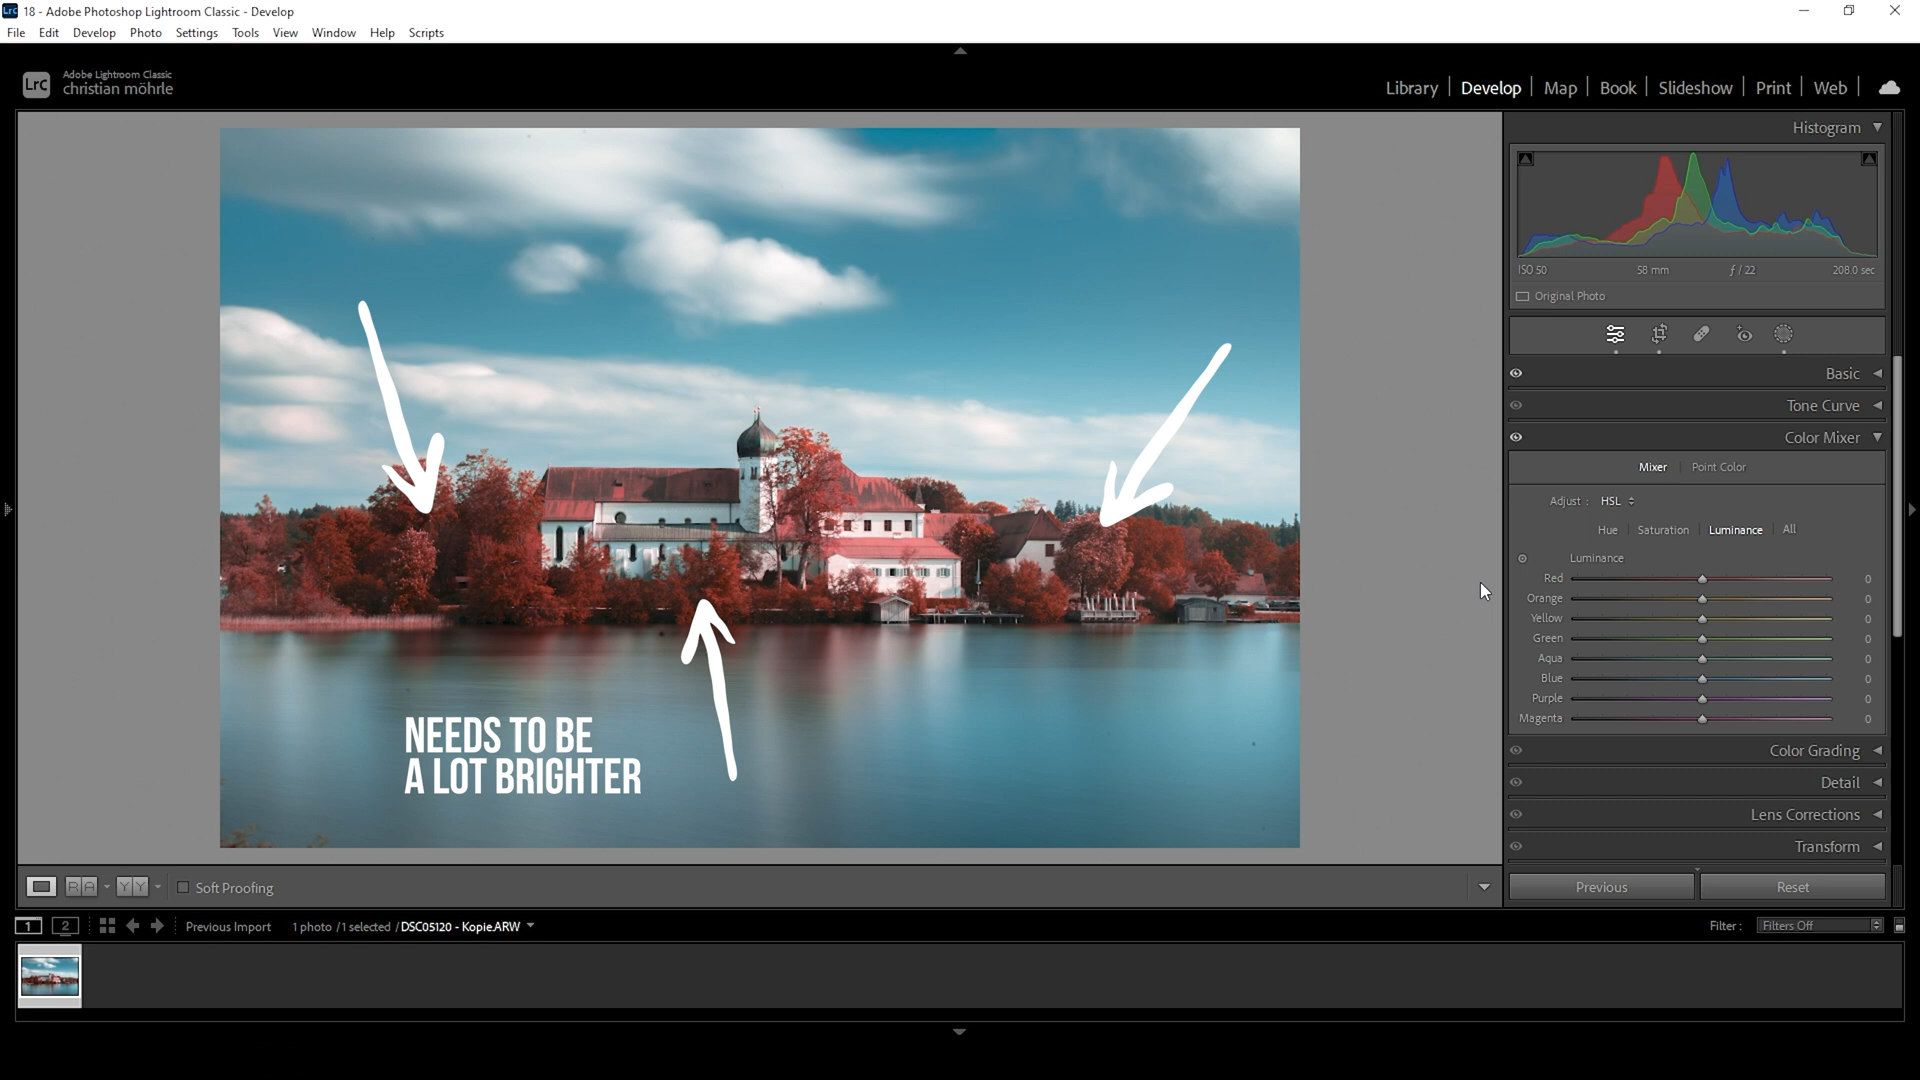 18 - Adobe Photoshop Lightroom Classic - Develop
File Edit Develop Photo Settings Tools View Window Help Scripts
LrC
Adobe Lightroom Classic
christian möhrle
Library Develop Map Book Slideshow Print Web
Histogram
ISO 50 58 mm ƒ / 22 208.0 sec
Original Photo
Basic
Tone Curve
Color Mixer
Mixer Point Color
Adjust : HSL
Hue Saturation Luminance All
Luminance
Red 0
Orange 0
Yellow 0
Green 0
Aqua 0
Blue 0
Purple 0
Magenta 0
Color Grading
Detail
Lens Corrections
Transform
Previous Reset
NEEDS TO BE
A LOT BRIGHTER
R A Y Y Soft Proofing
1 2 Previous Import 1 photo / 1 selected / DSC05120 - Kopie.ARW
Filter : Filters Off